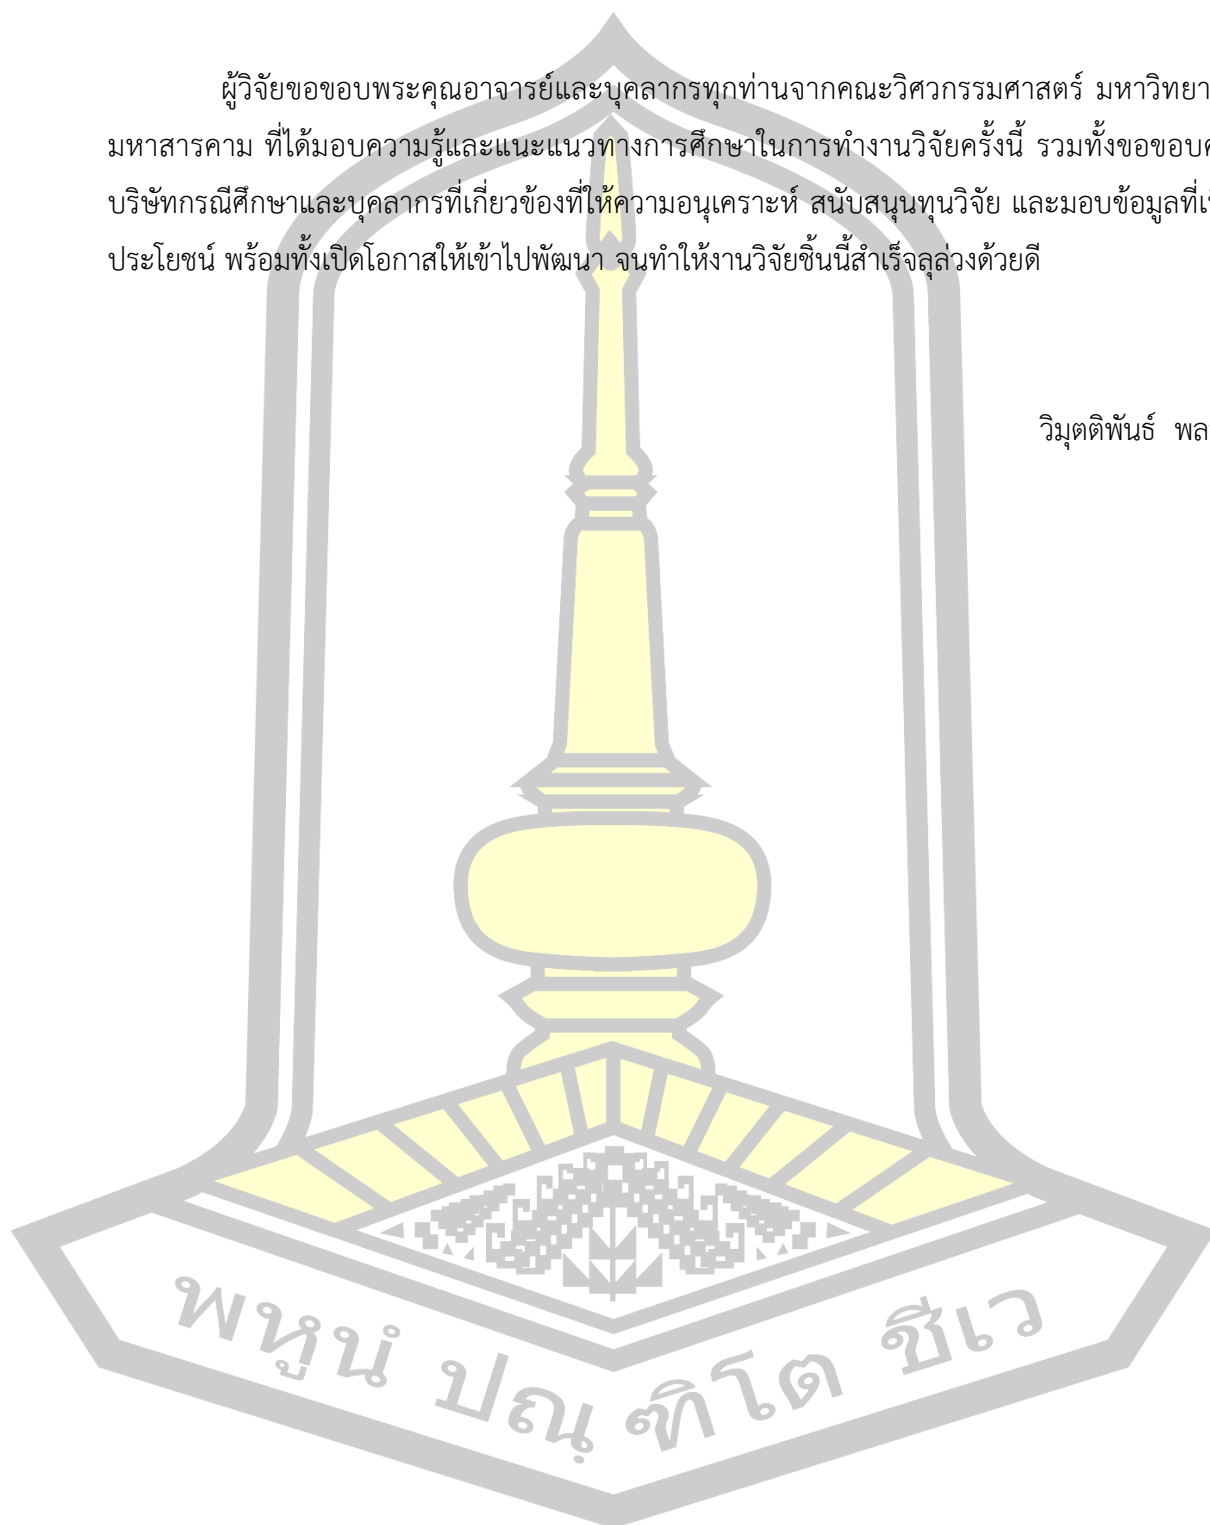 ผู้วิจัยขอขอบพระคุณอาจารย์และบุคลากรทุกท่านจากคณะวิศวกรรมศาสตร์ มหาวิทยา
มหาสารคาม ที่ได้มอบความรู้และแนะแนวทางการศึกษาในการทำงานวิจัยครั้งนี้ รวมทั้งขอขอบ
บริษัทกรณีศึกษาและบุคลากรที่เกี่ยวข้องที่ให้ความอนุเคราะห์ สนับสนุนทุนวิจัย และมอบข้อมูลที่
ประโยชน์ พร้อมทั้งเปิดโอกาสให้เข้าไปพัฒนา จนทำให้งานวิจัยชิ้นนี้สำเร็จลุล่วงด้วยดี
วิมุตติพันธ์ พล
พหูนํ ปณฺฑิโต ชีเว